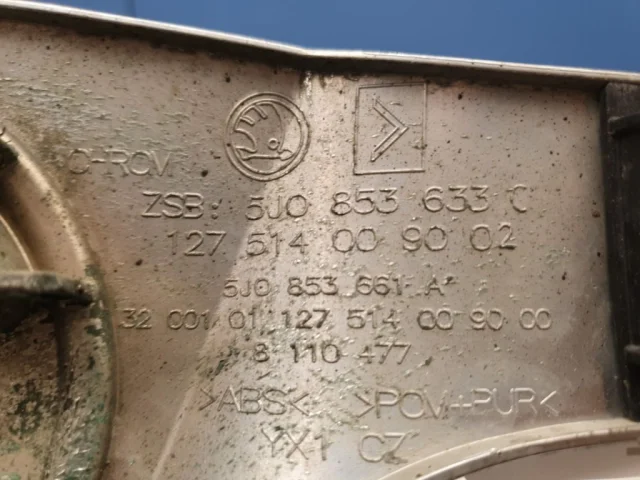 C-ROV
ZSB: 5J0 853 633 C
127 514 00 90 02
5J0 853 661 A
32 001 01 127 514 00 90 00
8 110 477
>ABS< >POM+PUR<
YX1 CZ